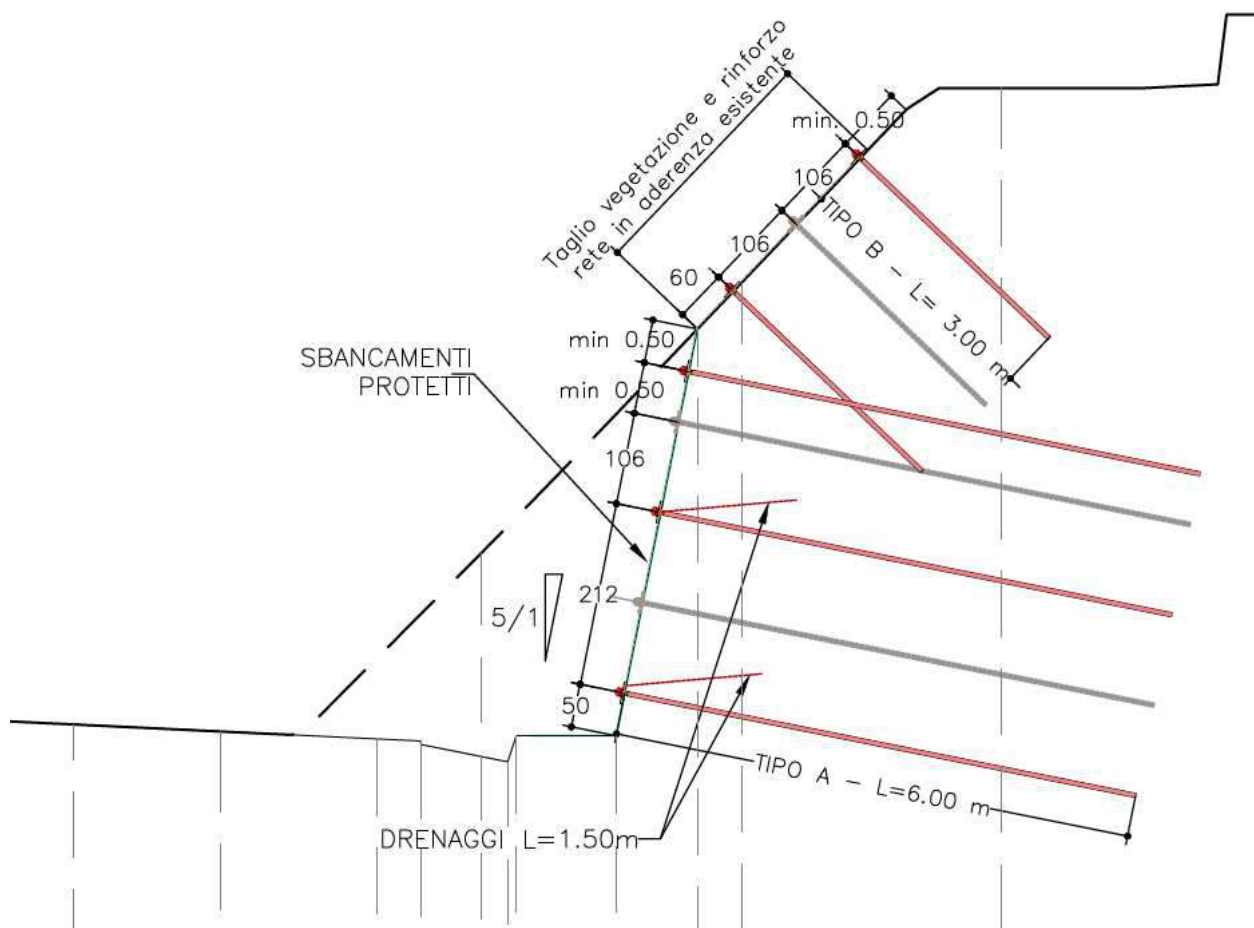 Taglio vegetazione e rinforzo
rete in aderenza esistente
min. 0.50
106
106
60
TIPO B - L= 3.00 m
min 0.50
min 0.50
SBANCAMENTI
PROTETTI
106
212
5/1
50
TIPO A - L=6.00 m
DRENAGGI L=1.50m